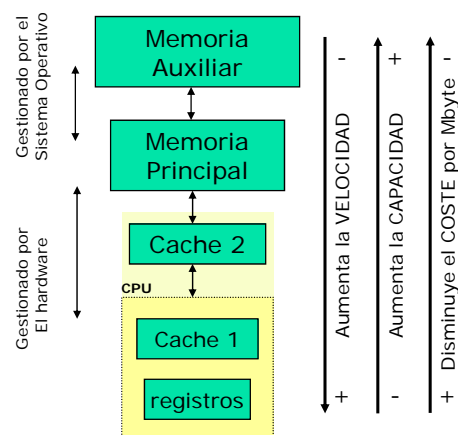 Memoria
Auxiliar
Memoria
Principal
Cache 2
CPU
Cache 1
registros
Gestionado por el
Sistema Operativo
Gestionado por
El hardware
-
Aumenta la VELOCIDAD
+
+
Aumenta la CAPACIDAD
-
-
Disminuye el COSTE por Mbyte
+